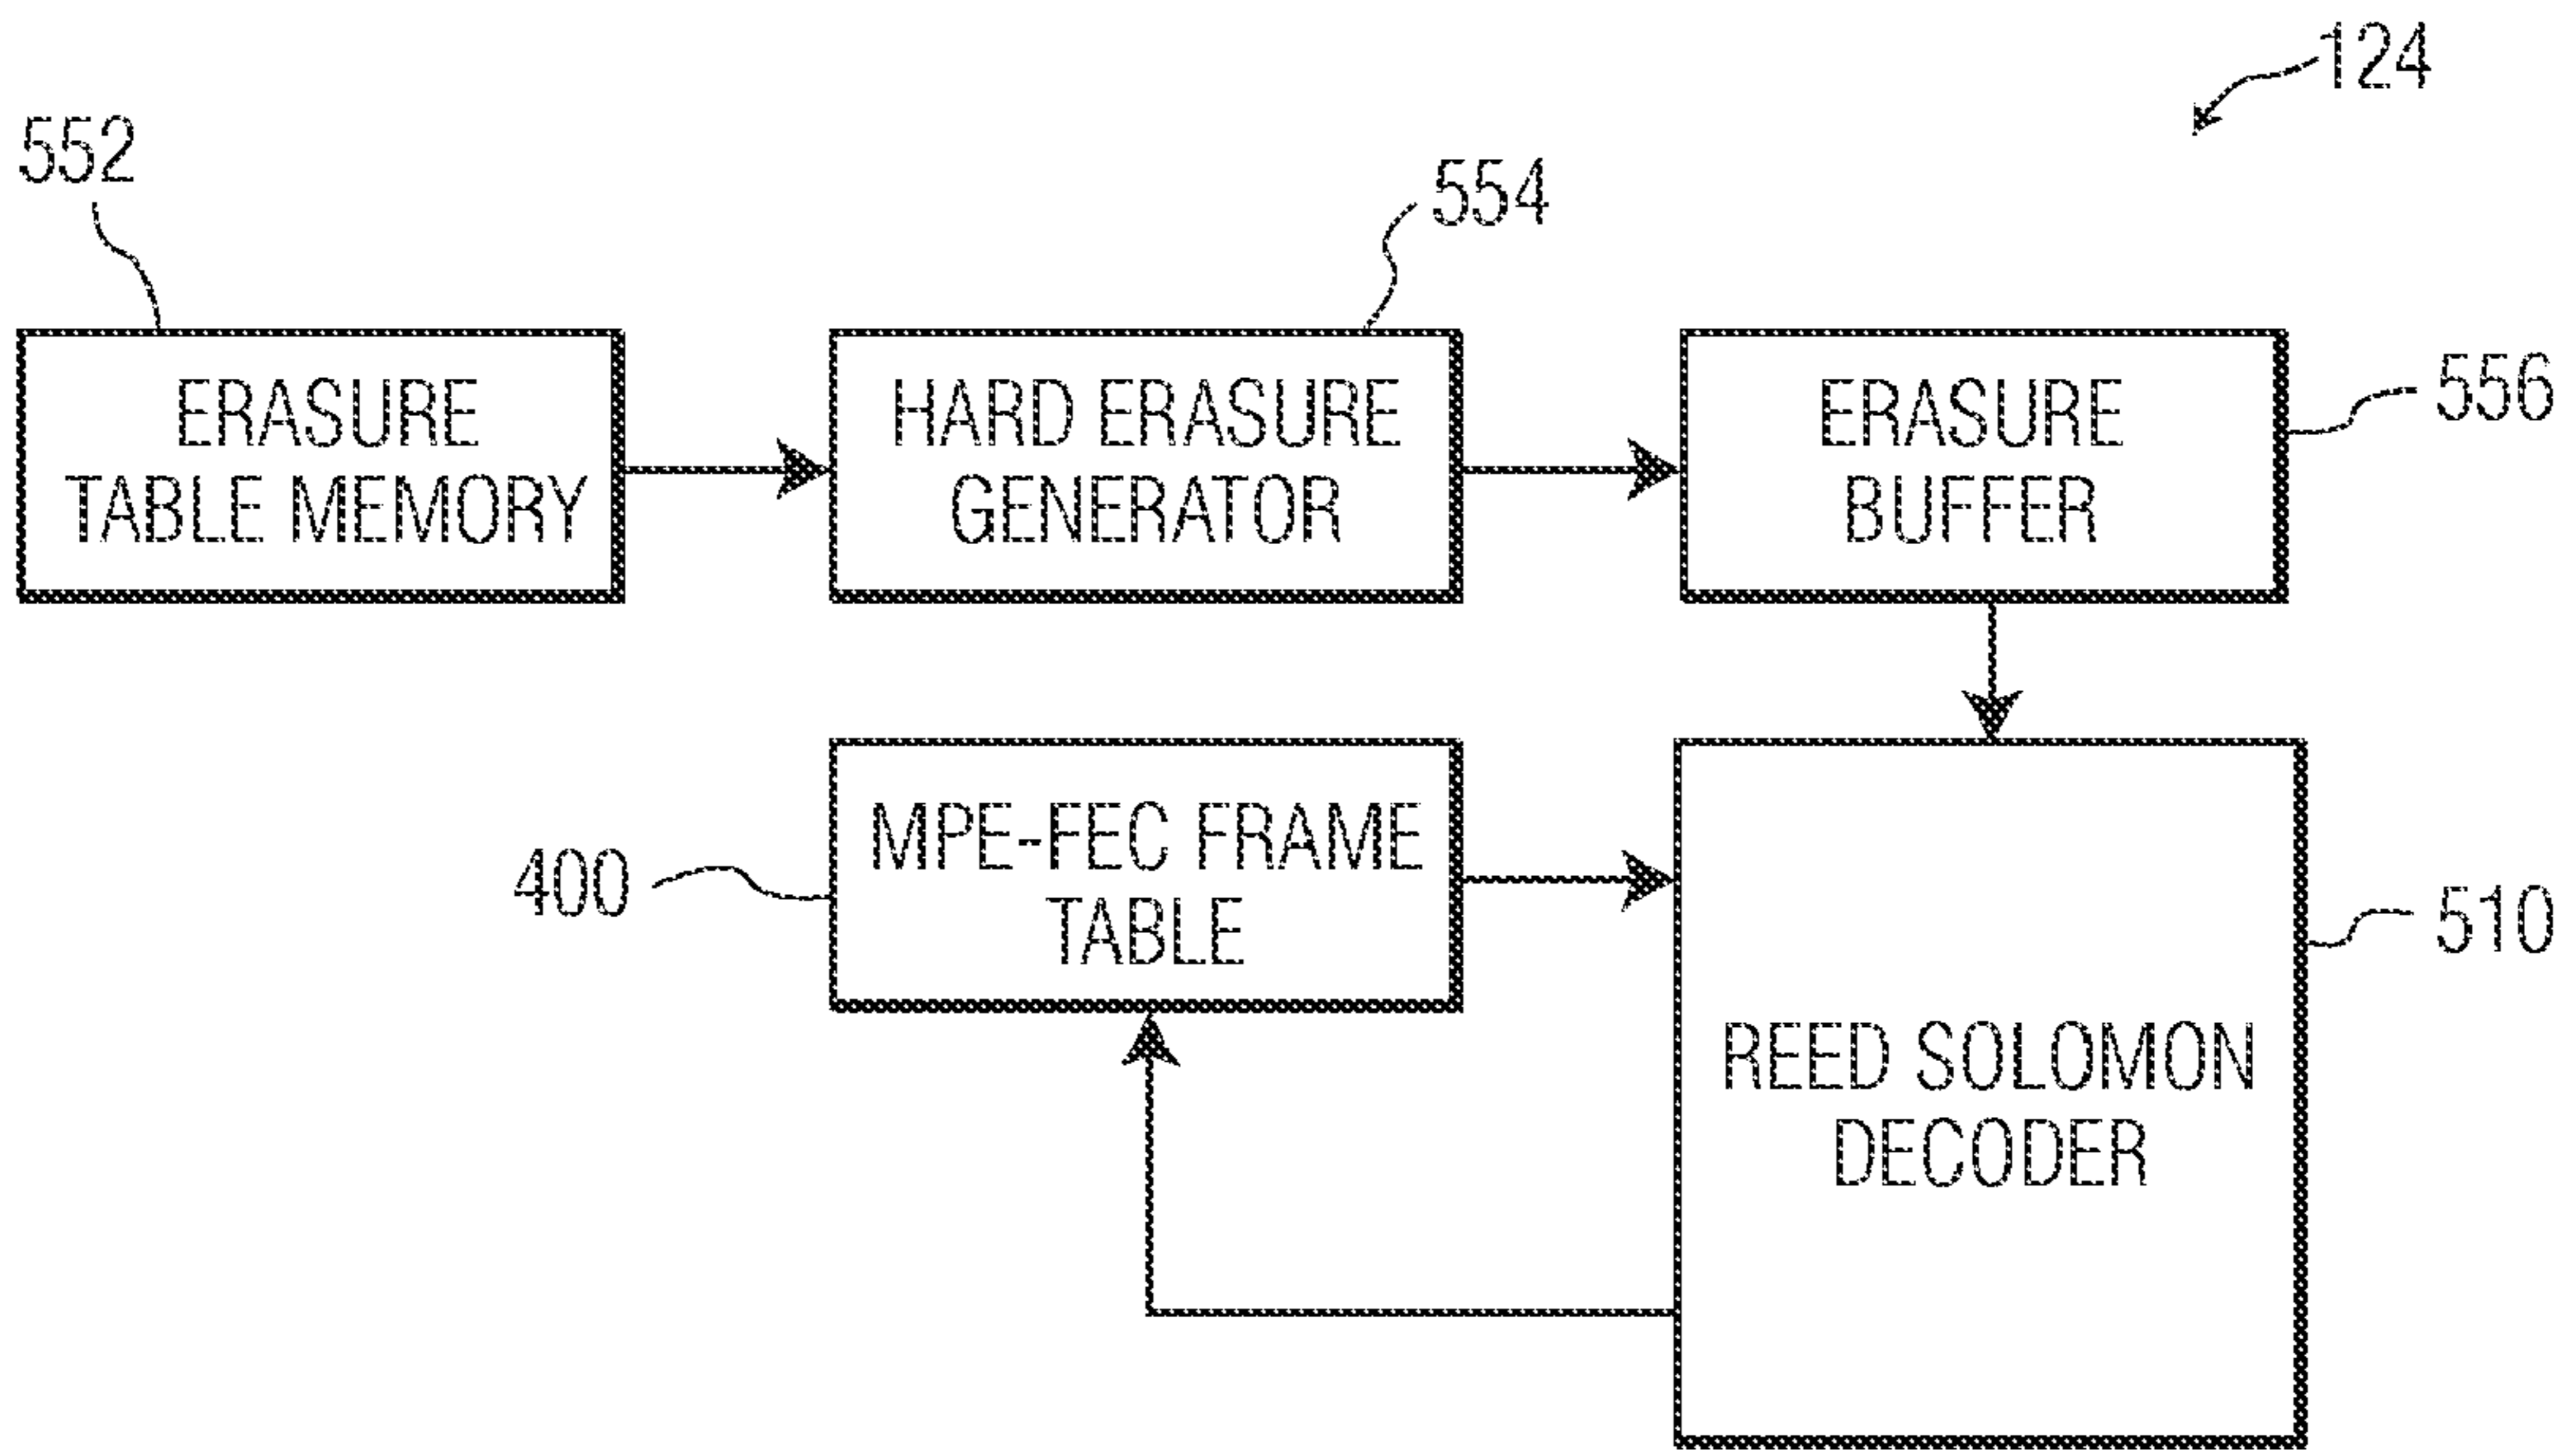 124
552
554
ERASURE
TABLE MEMORY
HARD ERASURE
GENERATOR
ERASURE
BUFFER
556
MPE-FEC FRAME
TABLE
400
510
REED SOLOMON
DECODER